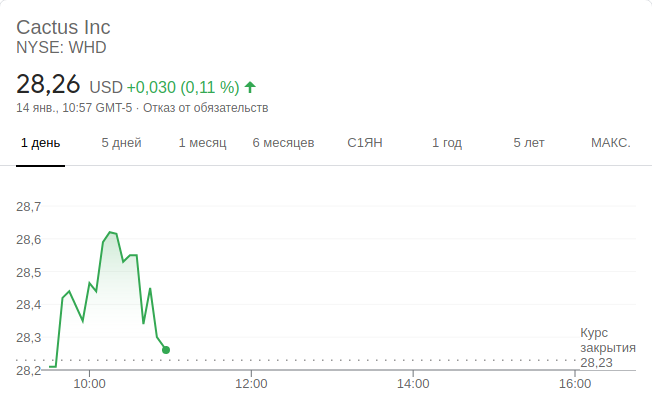 Cactus Inc
NYSE: WHD
28,26 USD +0,030 (0,11 %)
14 янв., 10:57 GMT-5 · Отказ от обязательств
1 день 5 дней 1 месяц 6 месяцев С1ЯН 1 год 5 лет МАКС.
28,7
28,6
28,5
28,4
28,3
28,2
Курс
закрытия
28,23
10:00 12:00 14:00 16:00